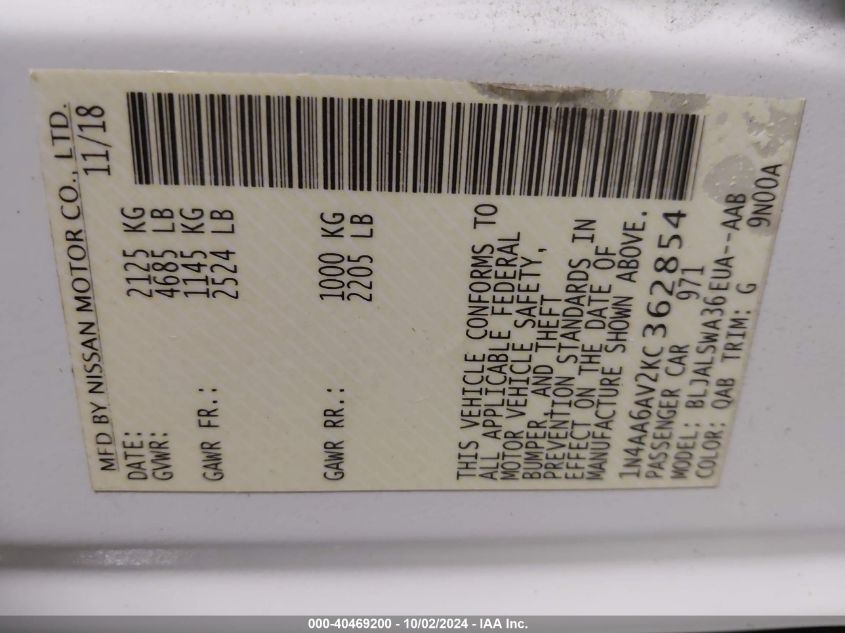 MFD BY NISSAN MOTOR CO., LTD.
DATE: 11/18
GVWR: 2125 KG
4685 LB
GAWR FR.: 1145 KG
2524 LB
GAWR RR.: 1000 KG
2205 LB
THIS VEHICLE CONFORMS TO
ALL APPLICABLE FEDERAL
MOTOR VEHICLE SAFETY,
BUMPER, AND THEFT
PREVENTION STANDARDS IN
EFFECT ON THE DATE OF
MANUFACTURE SHOWN ABOVE.
1N4AA6AV2KC362854
PASSENGER CAR 971
MODEL: BLJALSWA36EUA--AAB
COLOR: QAB TRIM: G 9N00A
000-40469200 - 10/02/2024 - IAA Inc.